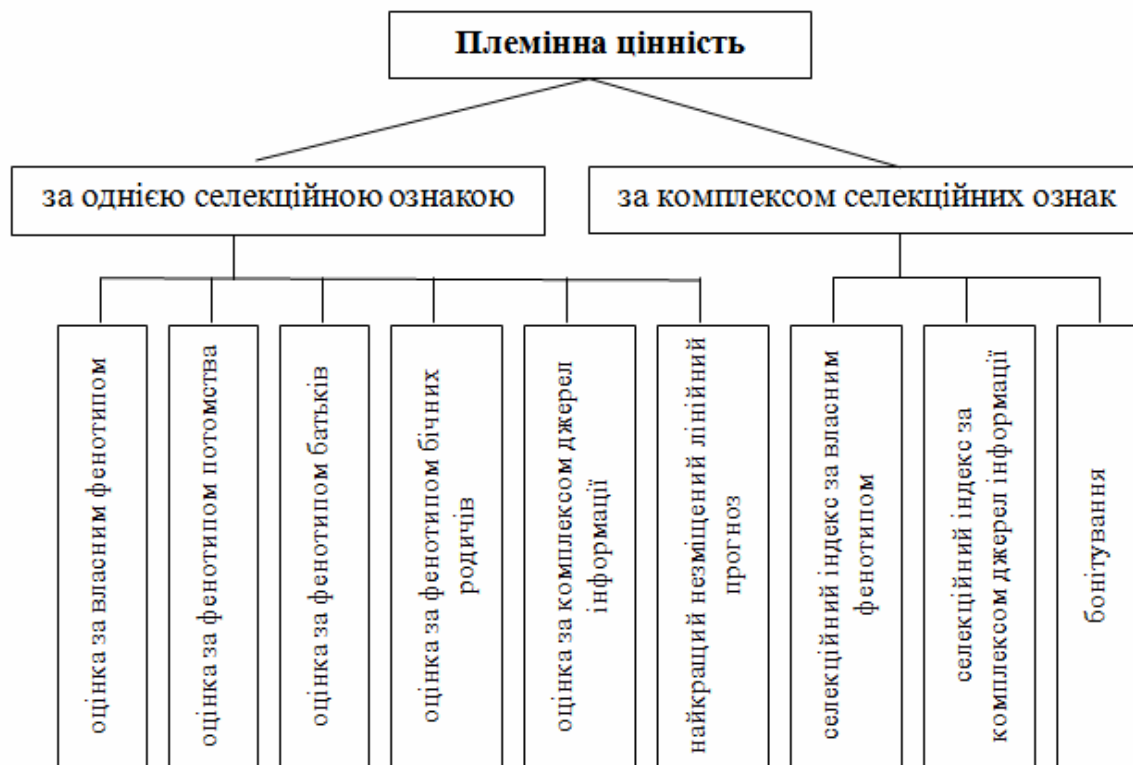 Племінна цінність
за однією селекційною ознакою
за комплексом селекційних ознак
оцінка за власним фенотипом
оцінка за фенотипом потомства
оцінка за фенотипом батьків
оцінка за фенотипом бічних
родичів
оцінка за комплексом джерел
інформації
найкращий незміщений лінійний
прогноз
селекційний індекс за власним
фенотипом
селекційний індекс за
комплексом джерел інформації
бонітування